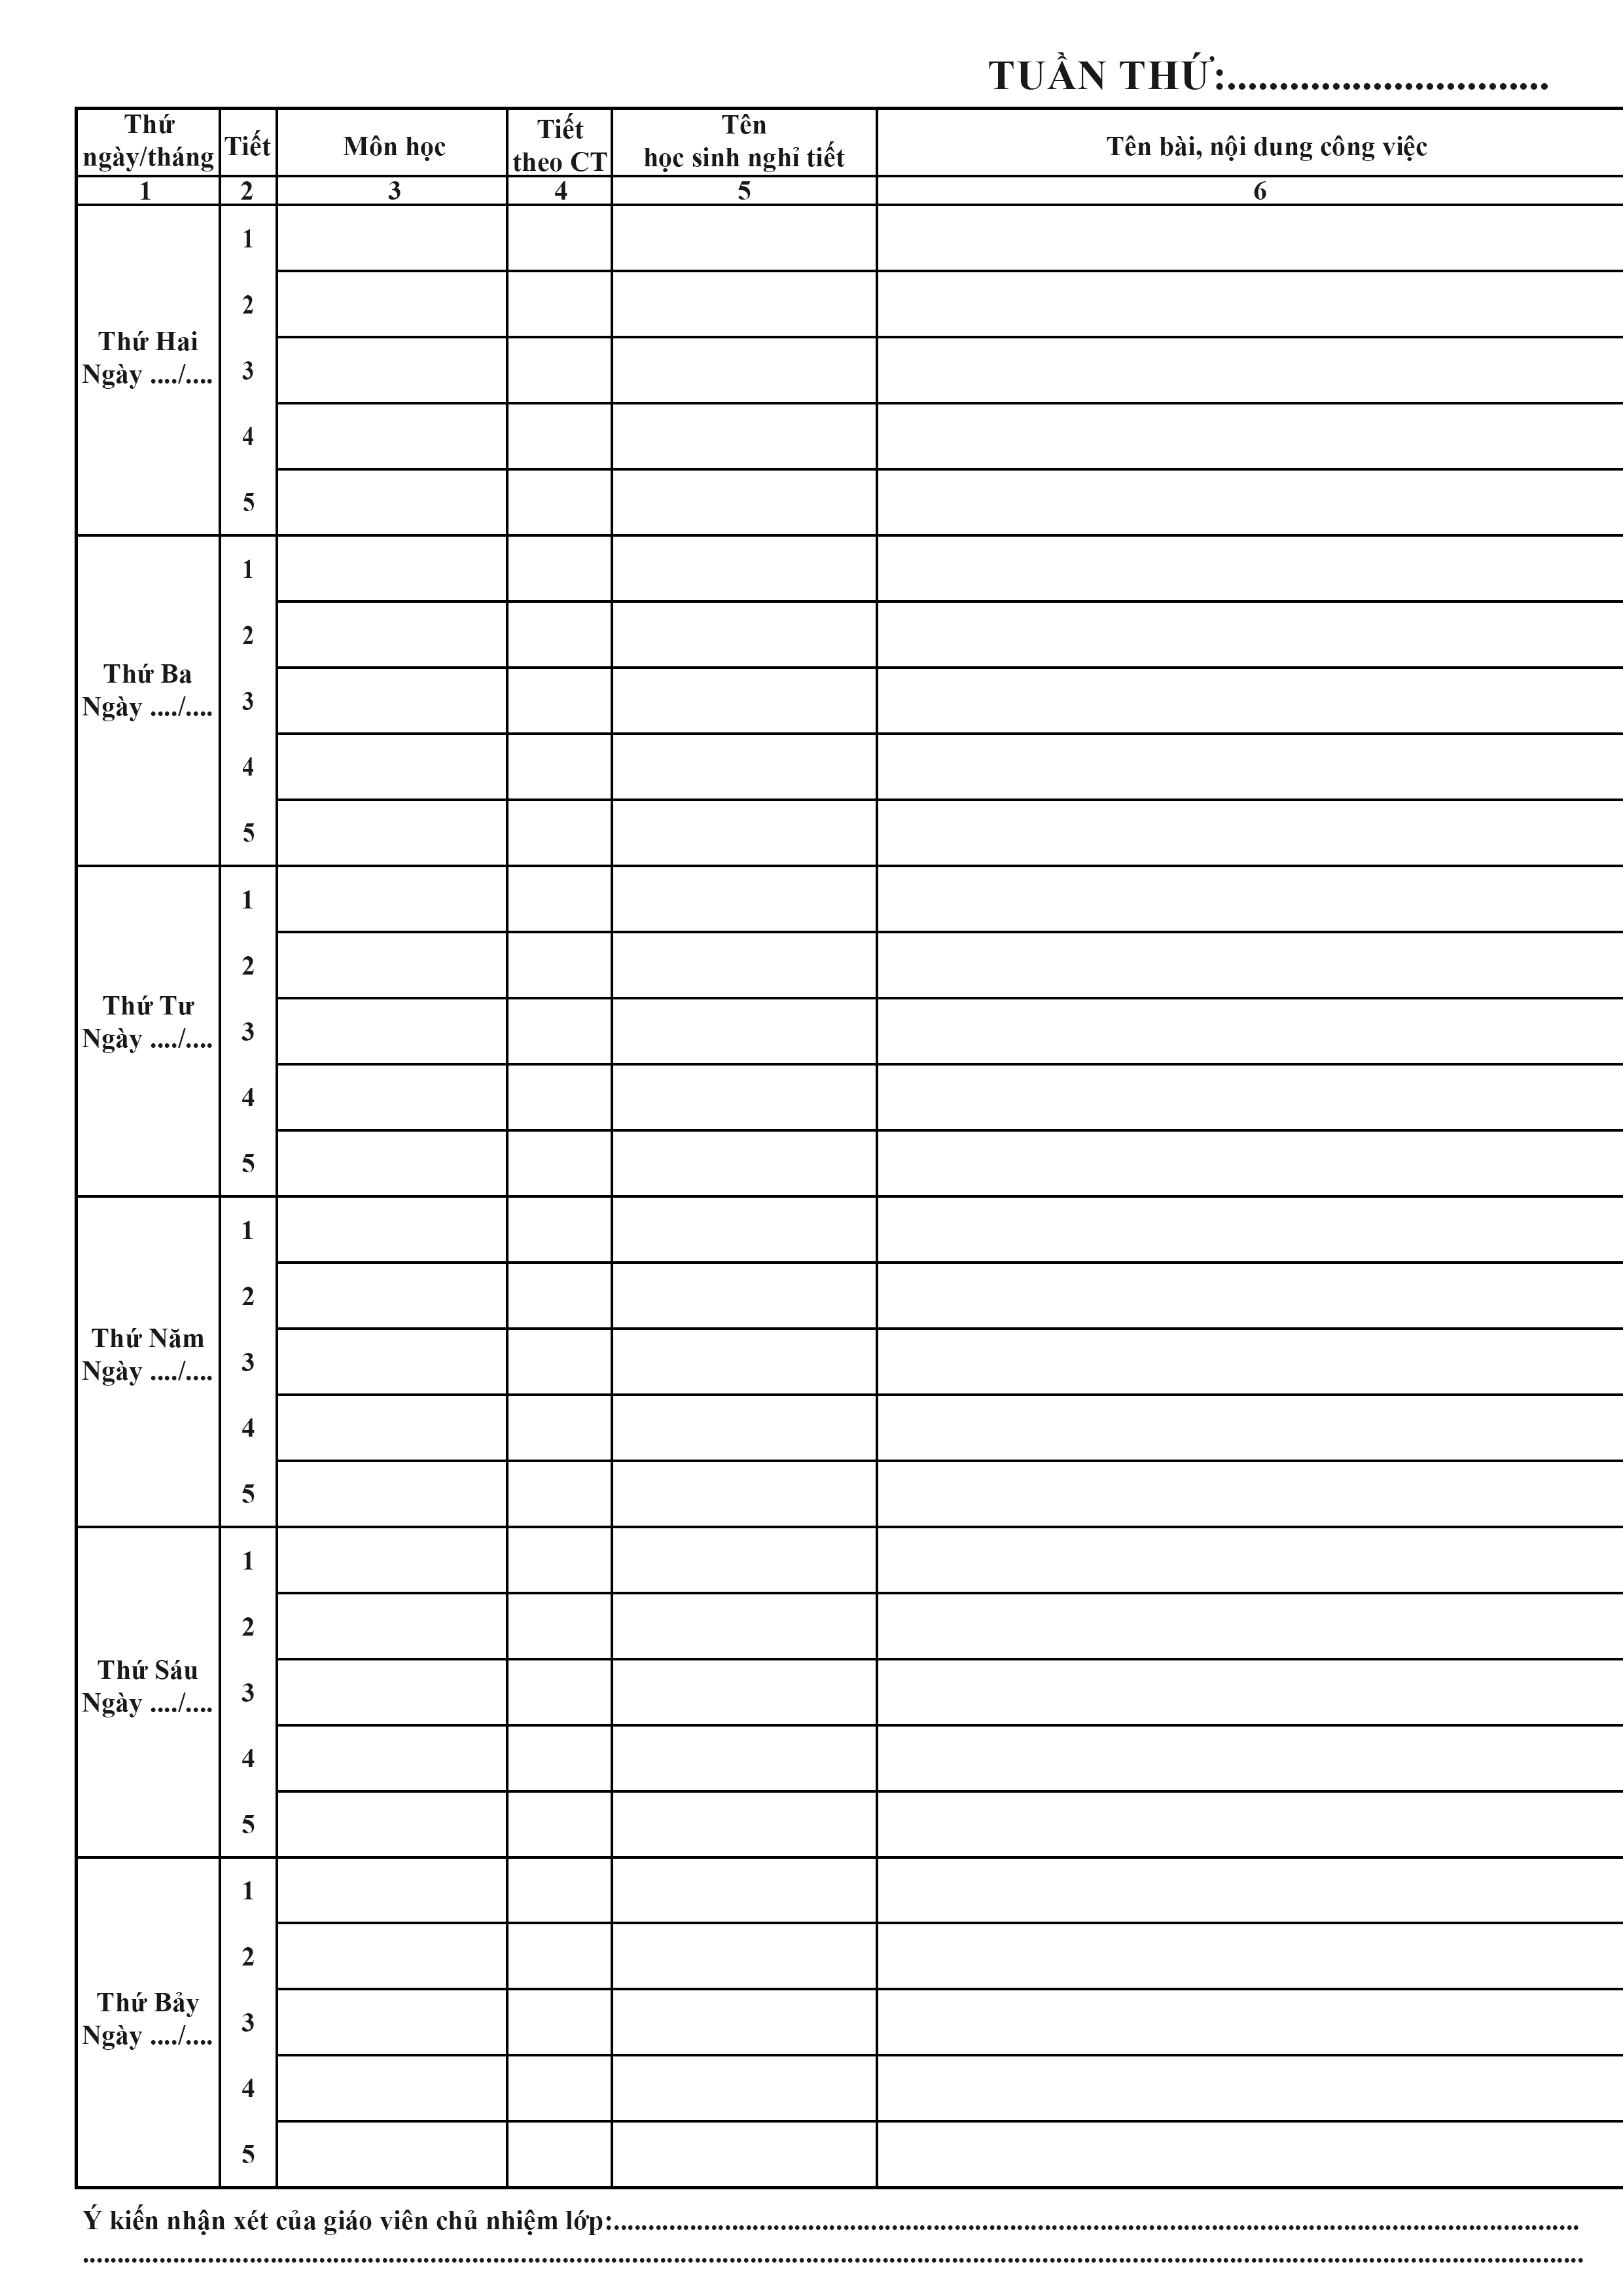 TUẦN THỨ:...............................
Thứ ngày/tháng Tiết Môn học Tiết theo CT Tên học sinh nghỉ tiết Tên bài, nội dung công việc
1 2 3 4 5 6
1
2
Thứ Hai
Ngày ..../....
3
4
5
1
2
Thứ Ba
Ngày ..../....
3
4
5
1
2
Thứ Tư
Ngày ..../....
3
4
5
1
2
Thứ Năm
Ngày ..../....
3
4
5
1
2
Thứ Sáu
Ngày ..../....
3
4
5
1
2
Thứ Bảy
Ngày ..../....
3
4
5
Ý kiến nhận xét của giáo viên chủ nhiệm lớp:................................................................................
................................................................................